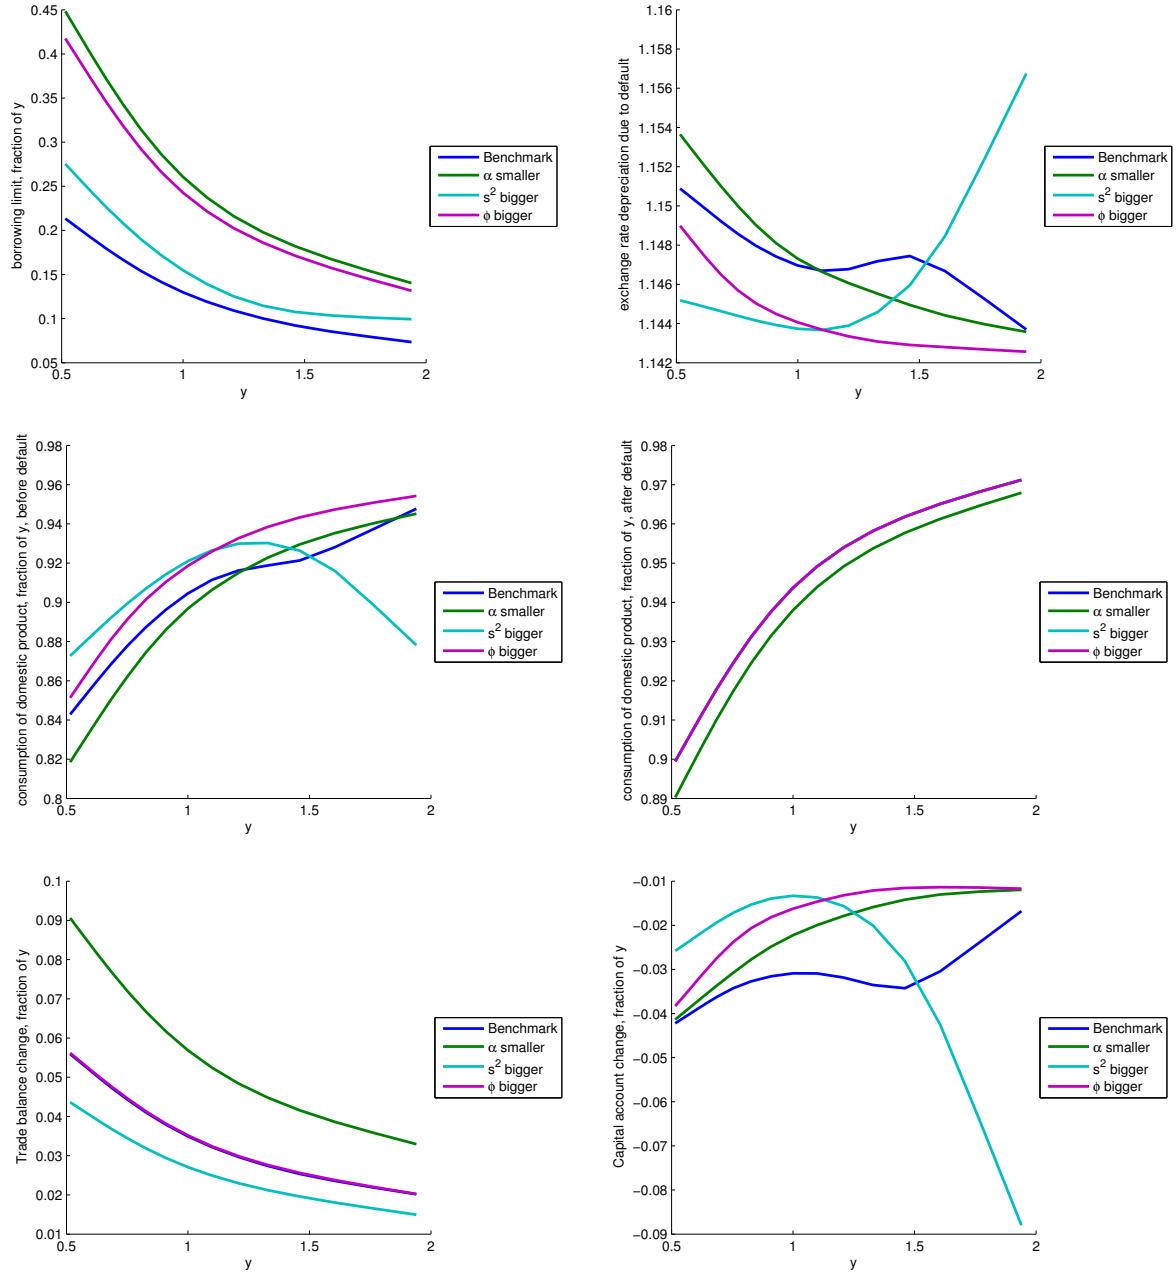 0.45
0.4
0.35
0.3
0.25
0.2
0.15
0.1
0.05
0.5
1
1.5
2
y
borrowing limit, fraction of y
Benchmark
α smaller
s² bigger
ϕ bigger
1.16
1.158
1.156
1.154
1.152
1.15
1.148
1.146
1.144
1.142
0.5
1
1.5
2
y
exchange rate depreciation due to default
Benchmark
α smaller
s² bigger
ϕ bigger
0.98
0.96
0.94
0.92
0.9
0.88
0.86
0.84
0.82
0.8
0.5
1
1.5
2
y
consumption of domestic product, fraction of y, before default
Benchmark
α smaller
s² bigger
ϕ bigger
0.98
0.97
0.96
0.95
0.94
0.93
0.92
0.91
0.9
0.89
0.5
1
1.5
2
y
consumption of domestic product, fraction of y, after default
Benchmark
α smaller
s² bigger
ϕ bigger
0.1
0.09
0.08
0.07
0.06
0.05
0.04
0.03
0.02
0.01
0.5
1
1.5
2
y
Trade balance change, fraction of y
Benchmark
α smaller
s² bigger
ϕ bigger
−0.01
−0.02
−0.03
−0.04
−0.05
−0.06
−0.07
−0.08
−0.09
0.5
1
1.5
2
y
Capital account change, fraction of y
Benchmark
α smaller
s² bigger
ϕ bigger